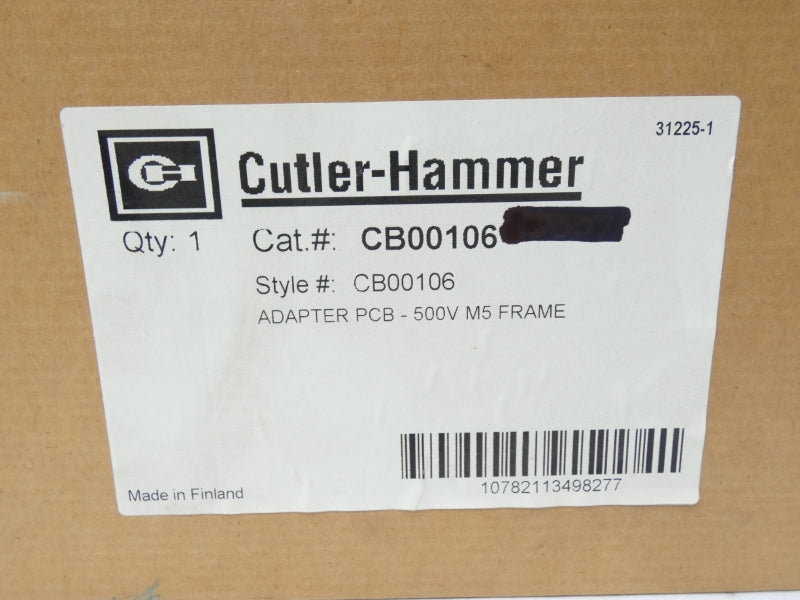 31225-1
Cutler-Hammer
Qty: 1 Cat.#: CB00106
Style #: CB00106
ADAPTER PCB - 500V M5 FRAME
10782113498277
Made in Finland